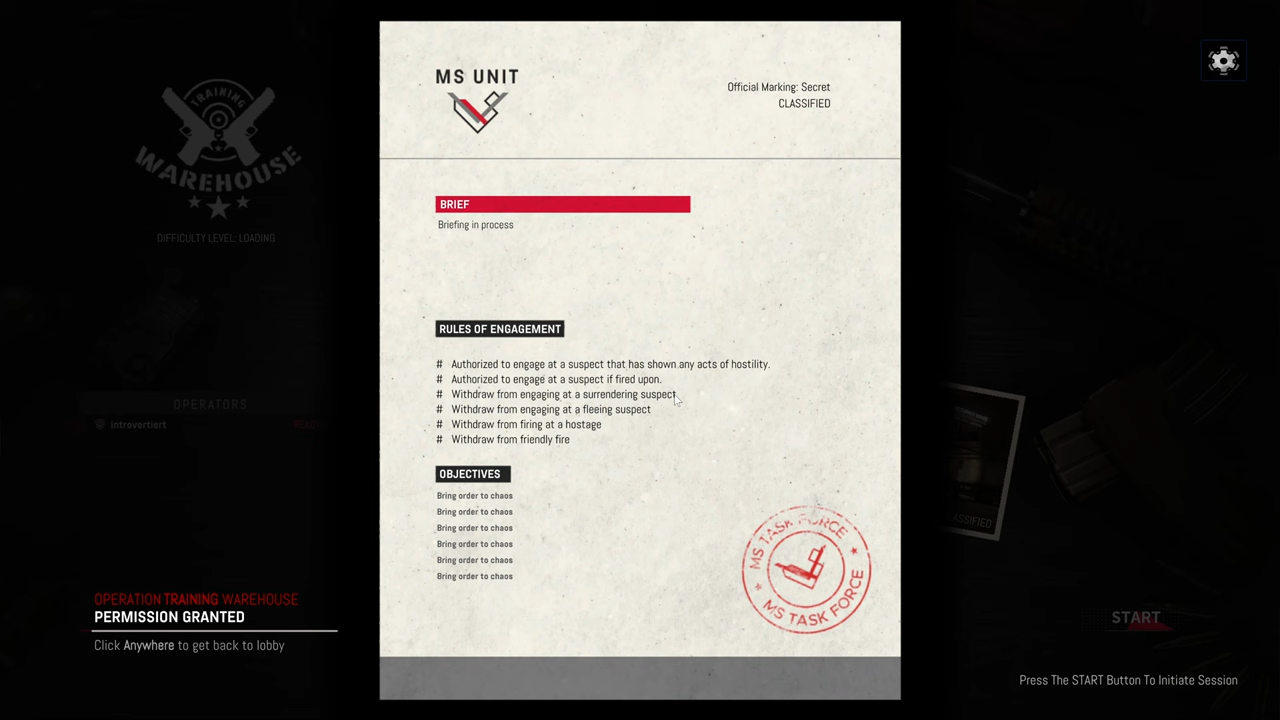 MS UNIT
Official Marking: Secret
CLASSIFIED
TRAINING
WAREHOUSE
DIFFICULTY LEVEL: LOADING
BRIEF
Briefing in process
RULES OF ENGAGEMENT
# Authorized to engage at a suspect that has shown any acts of hostility.
# Authorized to engage at a suspect if fired upon.
# Withdraw from engaging at a surrendering suspect
# Withdraw from engaging at a fleeing suspect
# Withdraw from firing at a hostage
# Withdraw from friendly fire
OPERATORS
introvertiert READY
OBJECTIVES
Bring order to chaos
Bring order to chaos
Bring order to chaos
Bring order to chaos
Bring order to chaos
Bring order to chaos
MS TASK FORCE
MS TASK FORCE
OPERATION TRAINING WAREHOUSE
PERMISSION GRANTED
Click Anywhere to get back to lobby
START
Press The START Button To Initiate Session